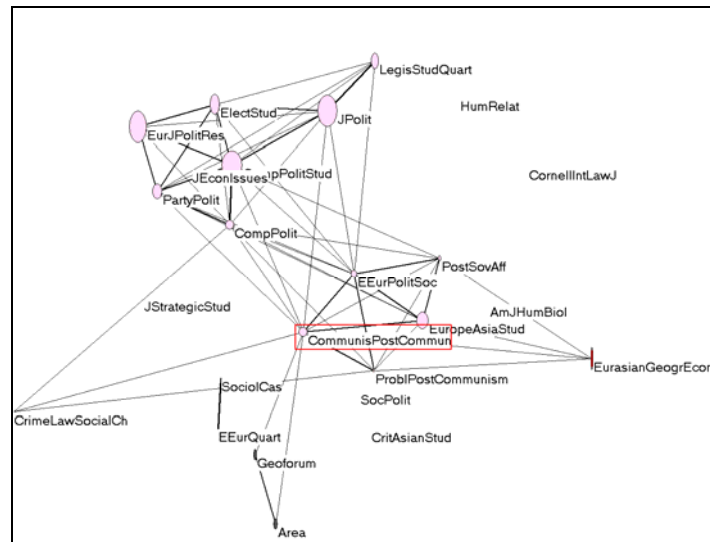 LegisStudQuart
HumRelat
ElectStud
JPolit
EurJPolitRes
JEconIssues
PolitStud
CornellIntLawJ
PartyPolit
CompPolit
PostSovAff
EEurPolitSoc
JStrategicStud
AmJHumBiol
EuropeAsiaStud
CommunisPostCommun
EurasianGeogrEcon
ProblPostCommunism
SociolCas
SocPolit
CrimeLawSocialCh
EEurQuart
CritAsianStud
Geoforum
Area